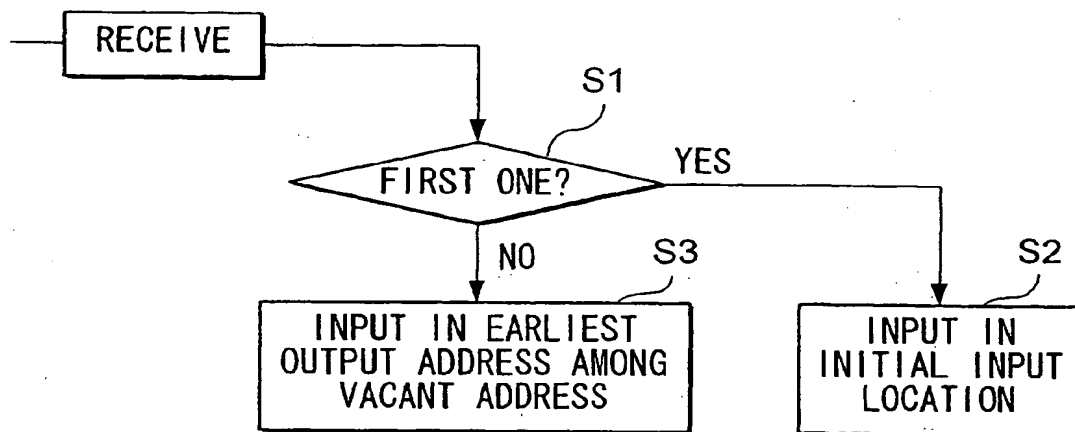 RECEIVE
S1
FIRST ONE?
YES
NO
S3
S2
INPUT IN EARLIEST
OUTPUT ADDRESS AMONG
VACANT ADDRESS
INPUT IN
INITIAL INPUT
LOCATION